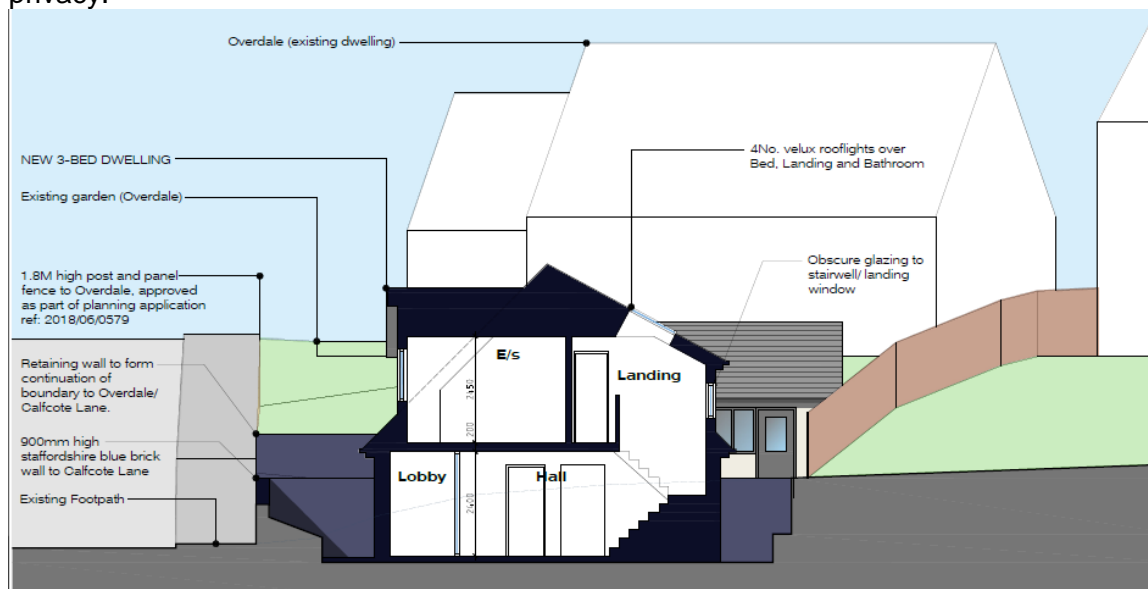 privacy.
Overdale (existing dwelling)
NEW 3-BED DWELLING
4No. velux rooflights over
Bed, Landing and Bathroom
Existing garden (Overdale)
Obscure glazing to
stairwell/ landing
window
1.8M high post and panel
fence to Overdale, approved
as part of planning application
ref: 2018/06/0579
E/s
Landing
2450
Retaining wall to form
continuation of
boundary to Overdale/
Calfcote Lane.
200
900mm high
staffordshire blue brick
wall to Calfcote Lane
Lobby
Hall
2400
Existing Footpath